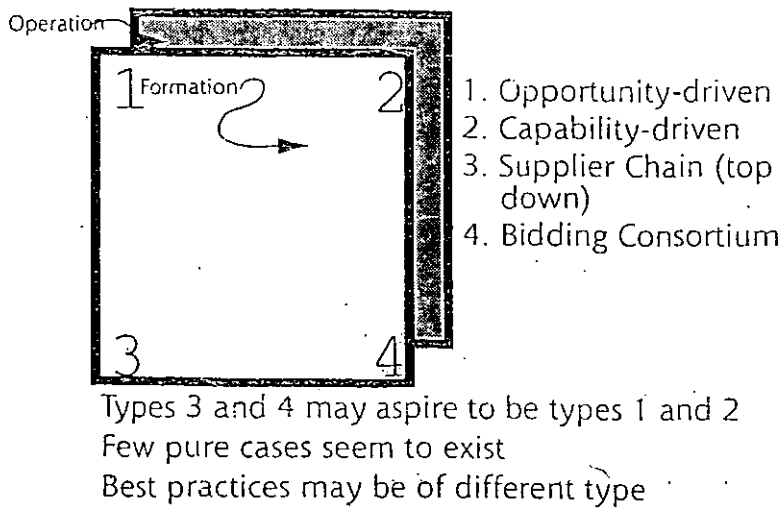 Operation
1 Formation 2
3 4
1. Opportunity-driven
2. Capability-driven
3. Supplier Chain (top
down)
4. Bidding Consortium
Types 3 and 4 may aspire to be types 1 and 2
Few pure cases seem to exist
Best practices may be of different type